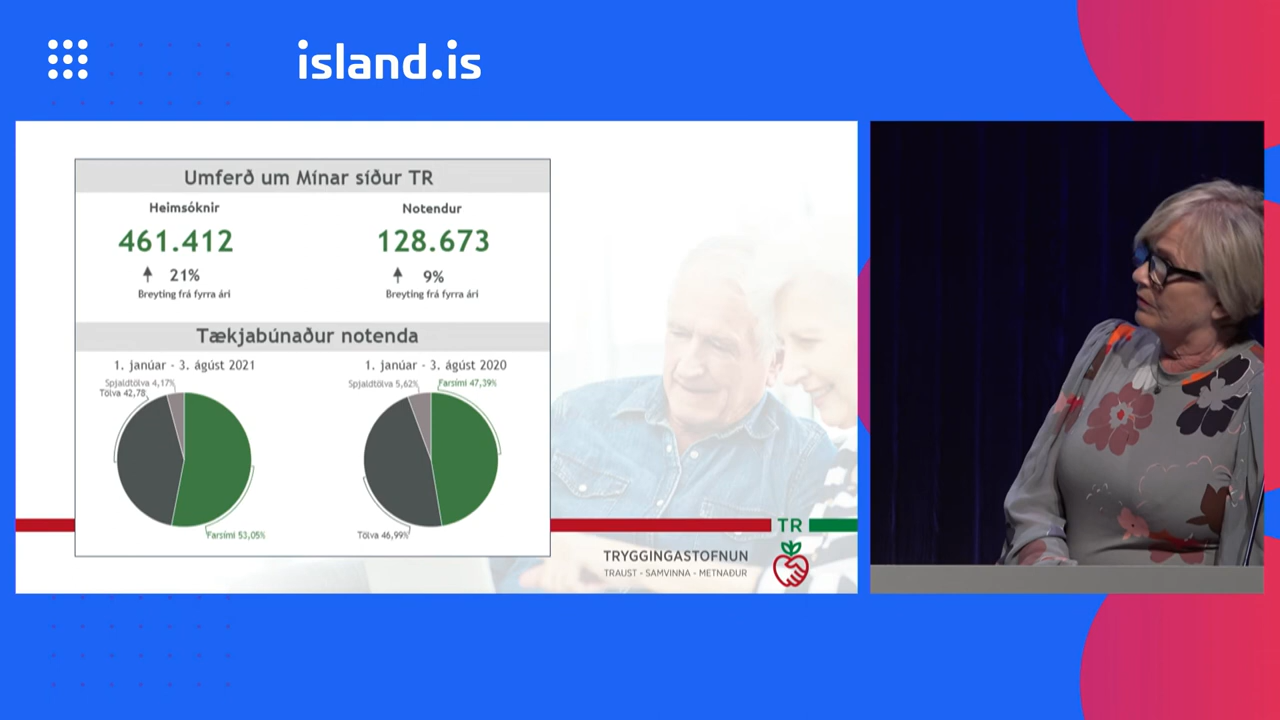 island.is
Umferð um Mínar síður TR
Heimsóknir
461.412
21%
Breyting frá fyrra ári
Notendur
128.673
9%
Breyting frá fyrra ári
Tækjabúnaður notenda
1. janúar - 3. ágúst 2021
Spjaldtölva 4,17%
Tölva 42,78
Farsími 53,05%
1. janúar - 3. ágúst 2020
Spjaldtölva 5,62%
Farsími 47,39%
Tölva 46,99%
TR
TRYGGINGASTOFNUN
TRAUST - SAMVINNA - METNAÐUR